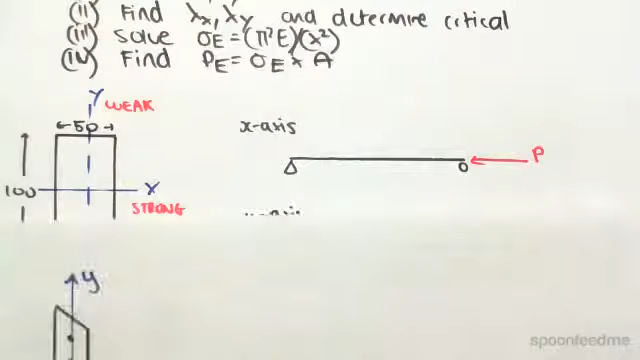 (ii) Find λx, λy and determine critical
(iii) Solve σE = (π²E)(λ²)
(iv) Find PE = σE × A
Y
WEAK
←50→
x-axis
P
100
X
STRONG
y
spoonfeedme